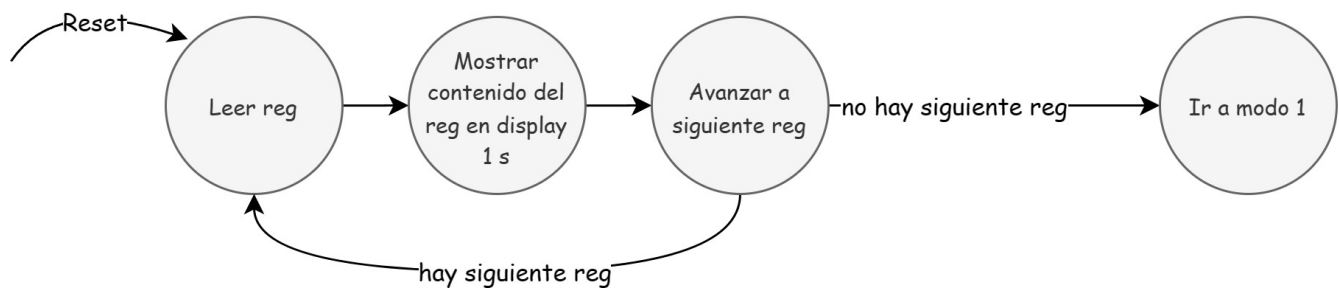 Reset
Leer reg
Mostrar
contenido del
reg en display
1 s
Avanzar a
siguiente reg
no hay siguiente reg
Ir a modo 1
hay siguiente reg